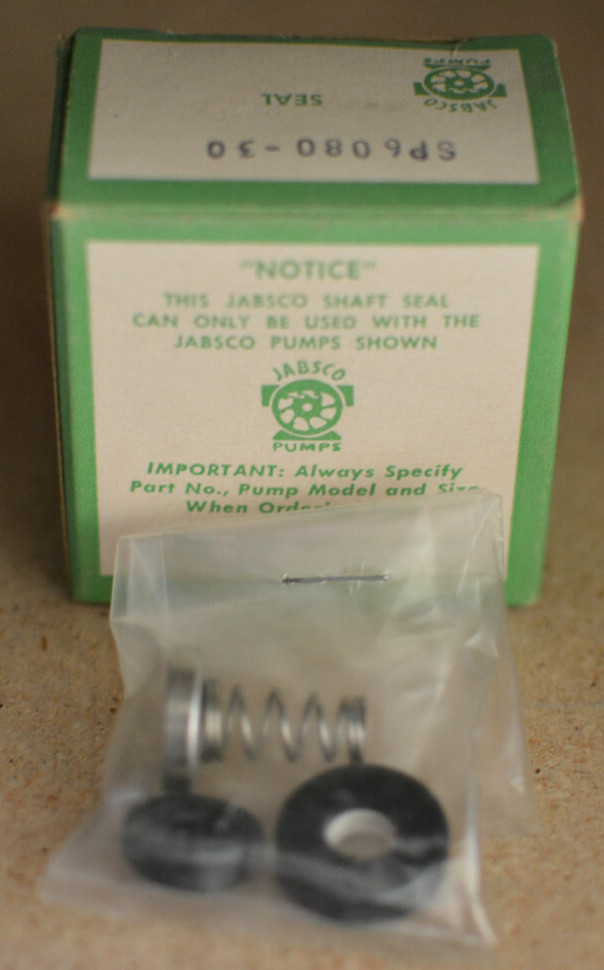 JABSCO
PUMPS
SEAL
SP6080-30
"NOTICE"
THIS JABSCO SHAFT SEAL
CAN ONLY BE USED WITH THE
JABSCO PUMPS SHOWN
JABSCO
PUMPS
IMPORTANT: Always Specify
Part No., Pump Model and Size
When